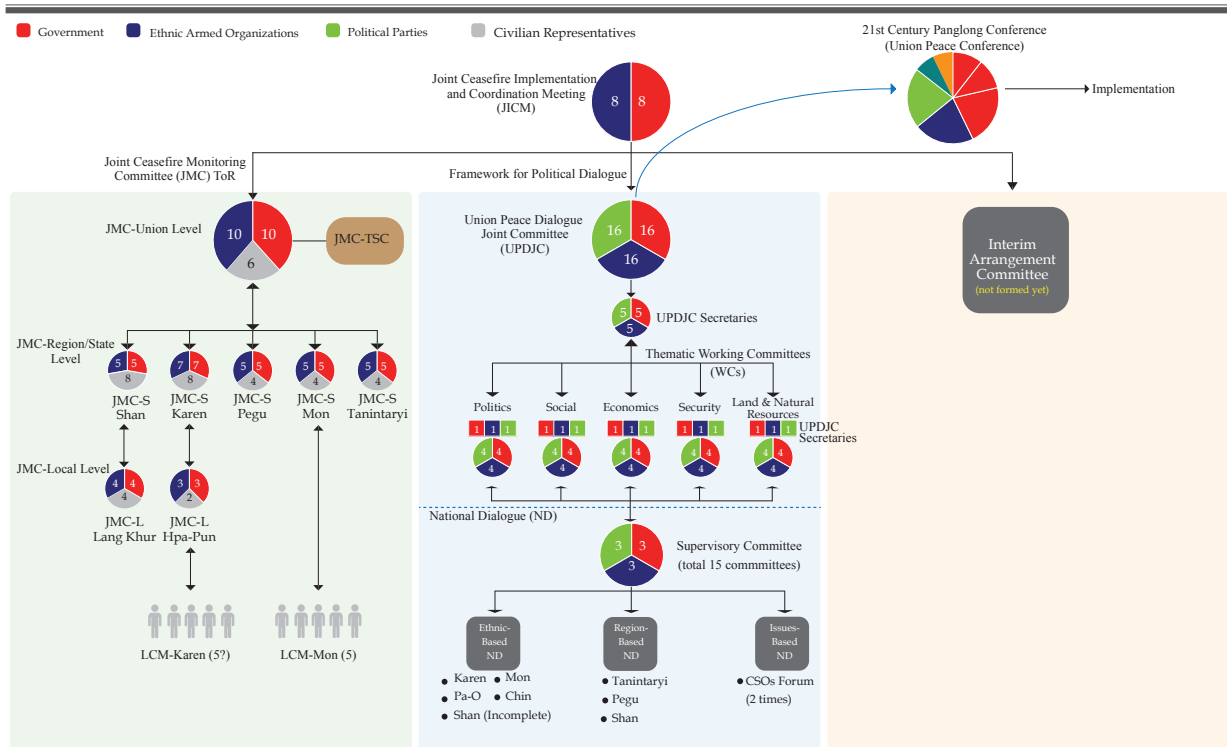 Government
Ethnic Armed Organizations
Political Parties
Civilian Representatives
21st Century Panglong Conference
(Union Peace Conference)
Implementation
Joint Ceasefire Implementation
and Coordination Meeting
(JICM)
8 8
Joint Ceasefire Monitoring
Committee (JMC) ToR
Framework for Political Dialogue
JMC-Union Level
10 10
6
JMC-TSC
JMC-Region/State
Level
5 5
8
7 7
8
5 5
4
5 5
4
5 5
4
JMC-S
Shan
JMC-S
Karen
JMC-S
Pegu
JMC-S
Mon
JMC-S
Tanintaryi
JMC-Local Level
4 4
4
3 3
2
JMC-L
Lang Khur
JMC-L
Hpa-Pun
LCM-Karen (5?)
LCM-Mon (5)
Union Peace Dialogue
Joint Committee
(UPDJC)
16 16
16
5 5
5
UPDJC Secretaries
Thematic Working Committees
(WCs)
Politics
Social
Economics
Security
Land & Natural
Resources
1 1 1
1 1 1
1 1 1
1 1 1
1 1 1
UPDJC
Secretaries
4 4
4
4 4
4
4 4
4
4 4
4
4 4
4
National Dialogue (ND)
3 3
3
Supervisory Committee
(total 15 commmittees)
Ethnic-
Based
ND
Region-
Based
ND
Issues-
Based
ND
• Karen
• Mon
• Pa-O
• Chin
• Shan (Incomplete)
• Tanintaryi
• Pegu
• Shan
• CSOs Forum
(2 times)
Interim
Arrangement
Committee
(not formed yet)